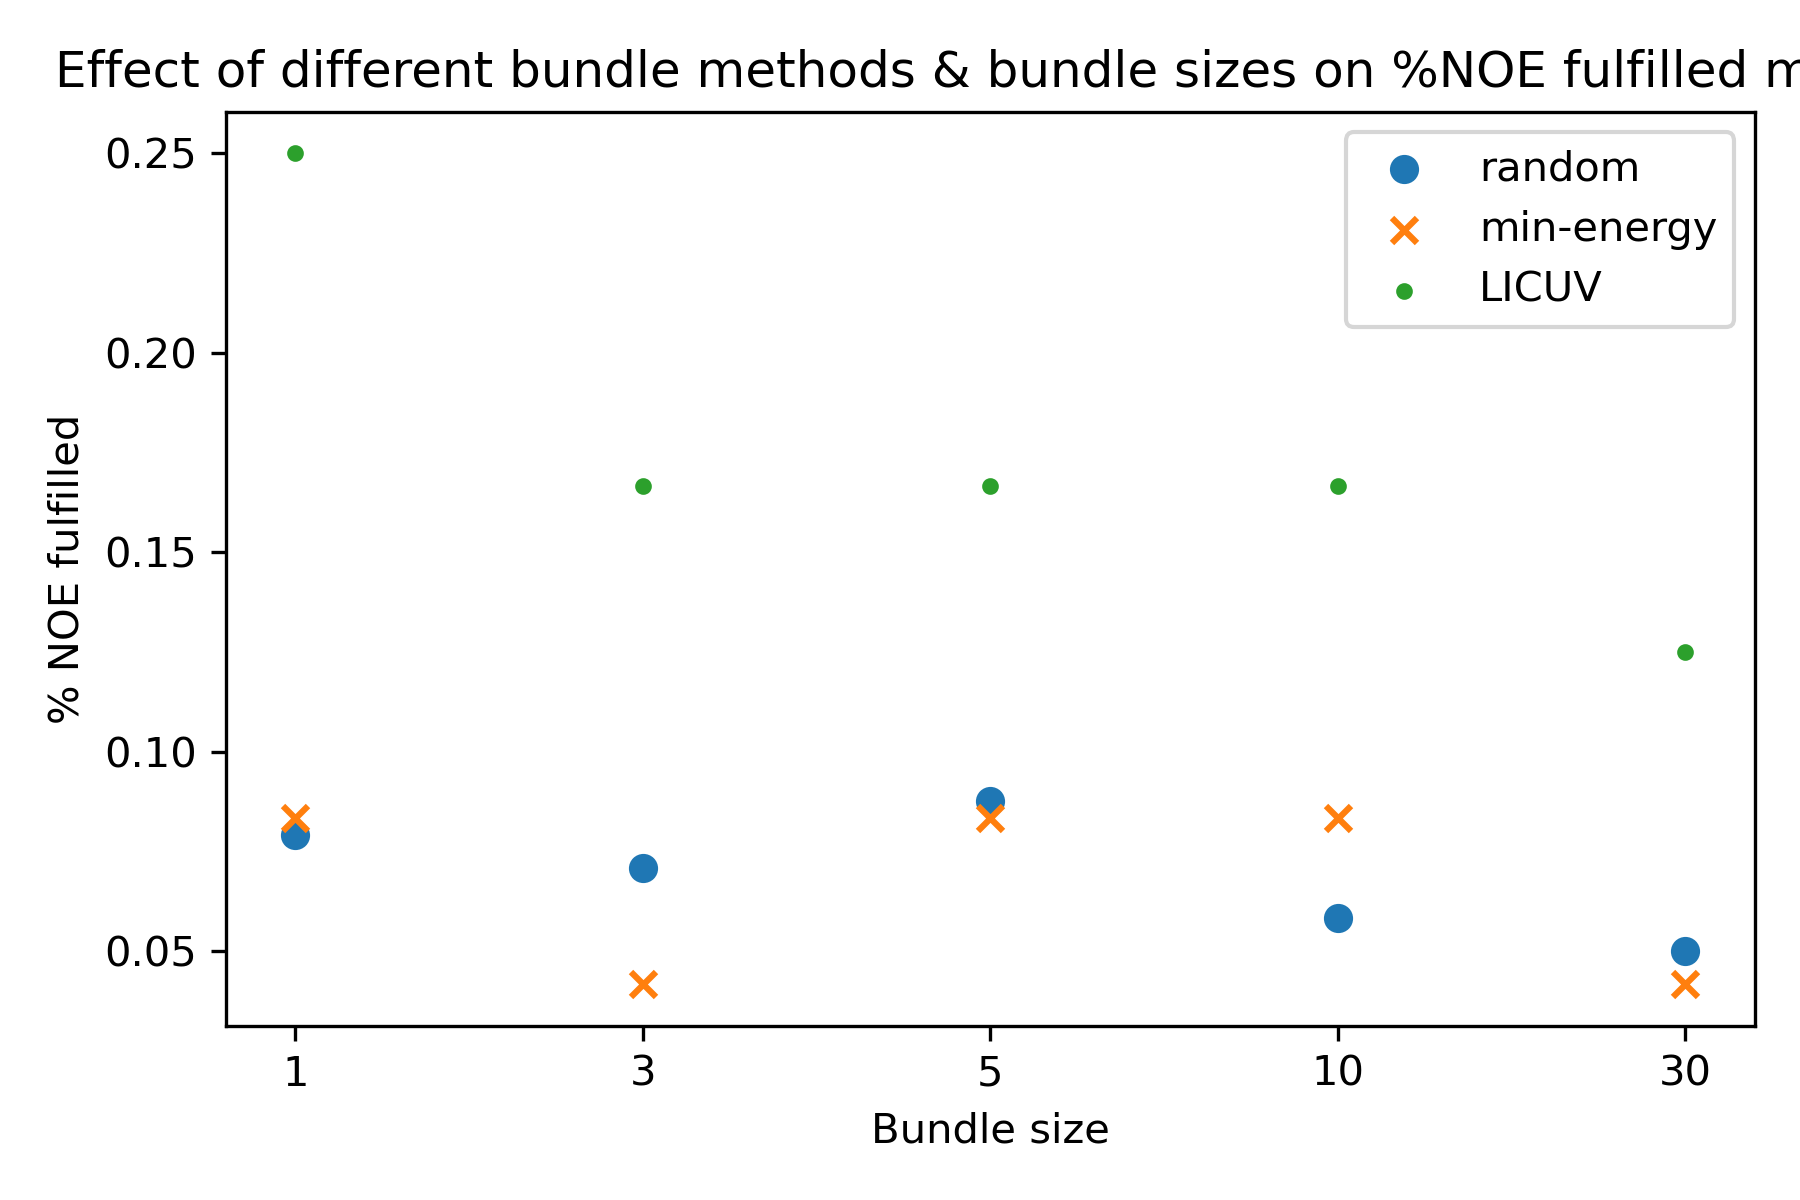 Effect of different bundle methods & bundle sizes on %NOE fulfilled
random
min-energy
LICUV
0.25
0.20
0.15
0.10
0.05
% NOE fulfilled
1 3 5 10 30
Bundle size